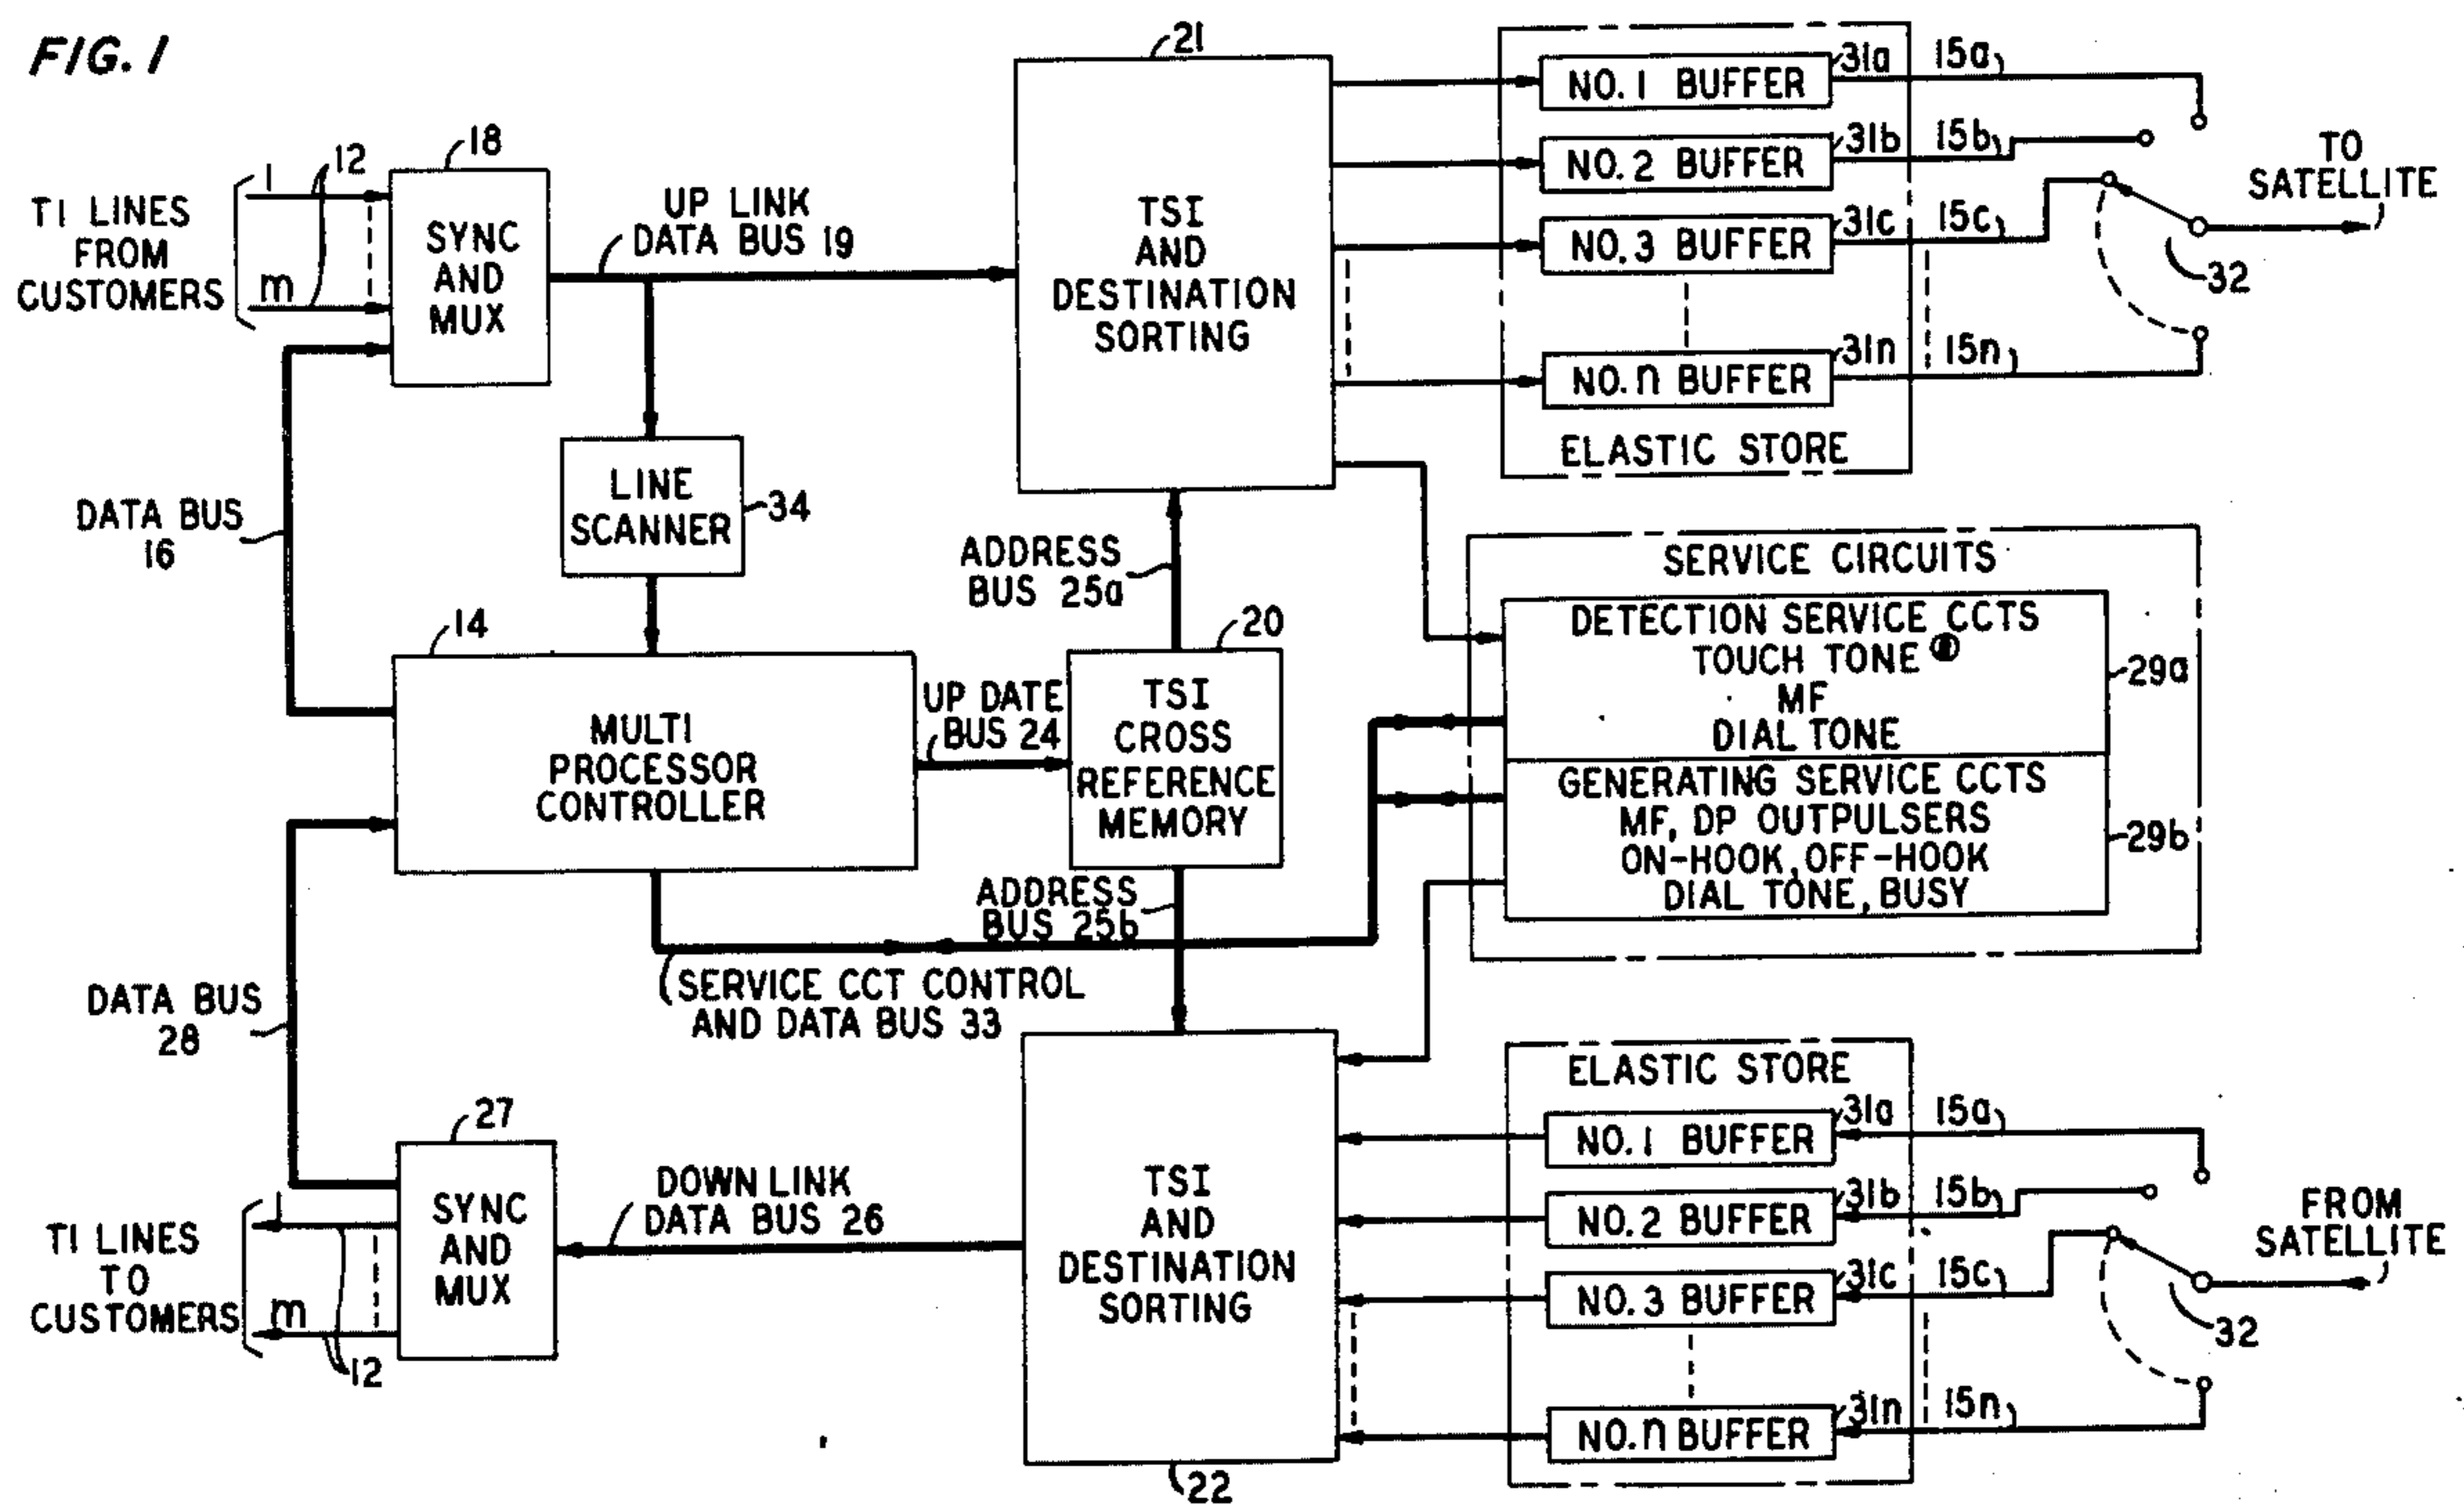 FIG. 1
T1 LINES
FROM
CUSTOMERS
1
m
12
18
SYNC
AND
MUX
UP LINK
DATA BUS 19
21
TSI
AND
DESTINATION
SORTING
NO. 1 BUFFER
31a
15a
NO. 2 BUFFER
31b
15b
NO. 3 BUFFER
31c
15c
NO. n BUFFER
31n
15n
ELASTIC STORE
TO
SATELLITE
32
DATA BUS
16
LINE
SCANNER
34
ADDRESS
BUS 25a
14
MULTI
PROCESSOR
CONTROLLER
UP DATE
BUS 24
20
TSI
CROSS
REFERENCE
MEMORY
SERVICE CIRCUITS
DETECTION SERVICE CCTS
TOUCH TONE ®
MF
DIAL TONE
29a
GENERATING SERVICE CCTS
MF, DP OUTPULSERS
ON-HOOK, OFF-HOOK
DIAL TONE, BUSY
29b
ADDRESS
BUS 25b
SERVICE CCT CONTROL
AND DATA BUS 33
DATA BUS
28
27
SYNC
AND
MUX
T1 LINES
TO
CUSTOMERS
1
m
12
DOWN LINK
DATA BUS 26
TSI
AND
DESTINATION
SORTING
22
ELASTIC STORE
NO. 1 BUFFER
31a
15a
NO. 2 BUFFER
31b
15b
NO. 3 BUFFER
31c
15c
NO. n BUFFER
31n
15n
FROM
SATELLITE
32